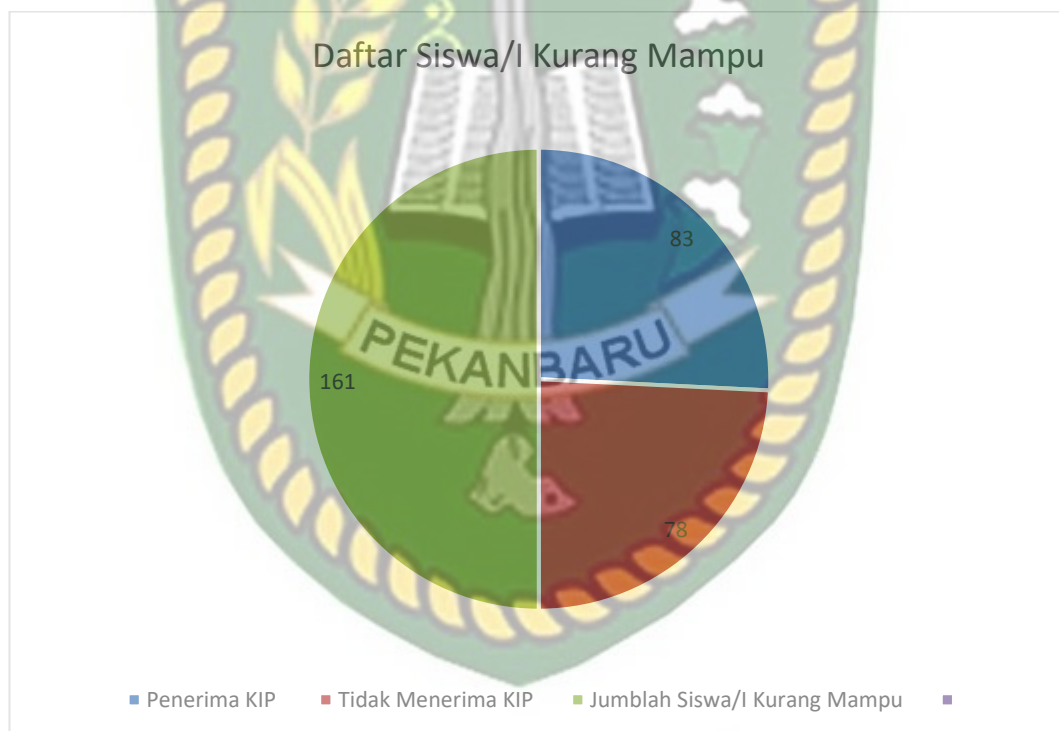 Daftar Siswa/I Kurang Mampu
83
PEKANBARU
161
78
Penerima KIP
Tidak Menerima KIP
Jumblah Siswa/I Kurang Mampu